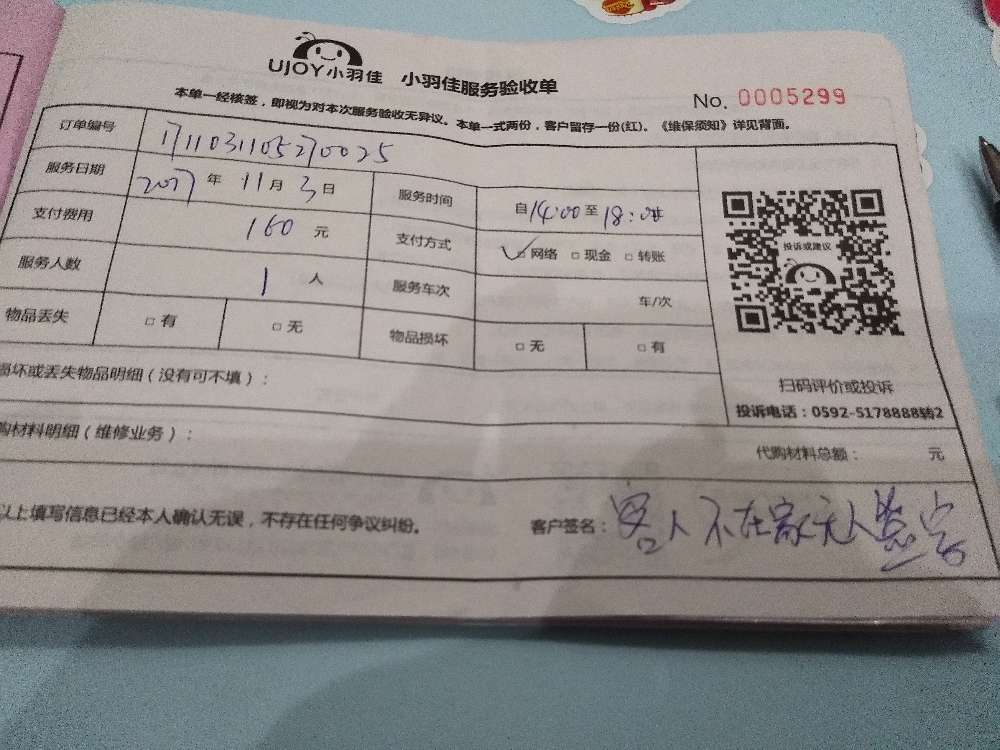 UJOY小羽佳 小羽佳服务验收单
No. 0005299
本单一经核签，即视为对本次服务验收无异议。本单一式两份，客户留存一份(红)。《维保须知》详见背面。
订单编号 1711031105270025
服务日期 2017 年 11 月 3 日 服务时间 自14:00至18:00
支付费用 160 元 支付方式 ☑网络 □现金 □转账
服务人数 1 人 服务车次 车/次
物品丢失 □有 □无 物品损坏 □无 □有
投诉或建议
扫码评价或投诉
投诉电话：0592-5178888转2
损坏或丢失物品明细（没有可不填）：
购材料明细（维修业务）：
代购材料总额： 元
以上填写信息已经本人确认无误，不存在任何争议纠纷。
客户签名：客人不在家无人签字